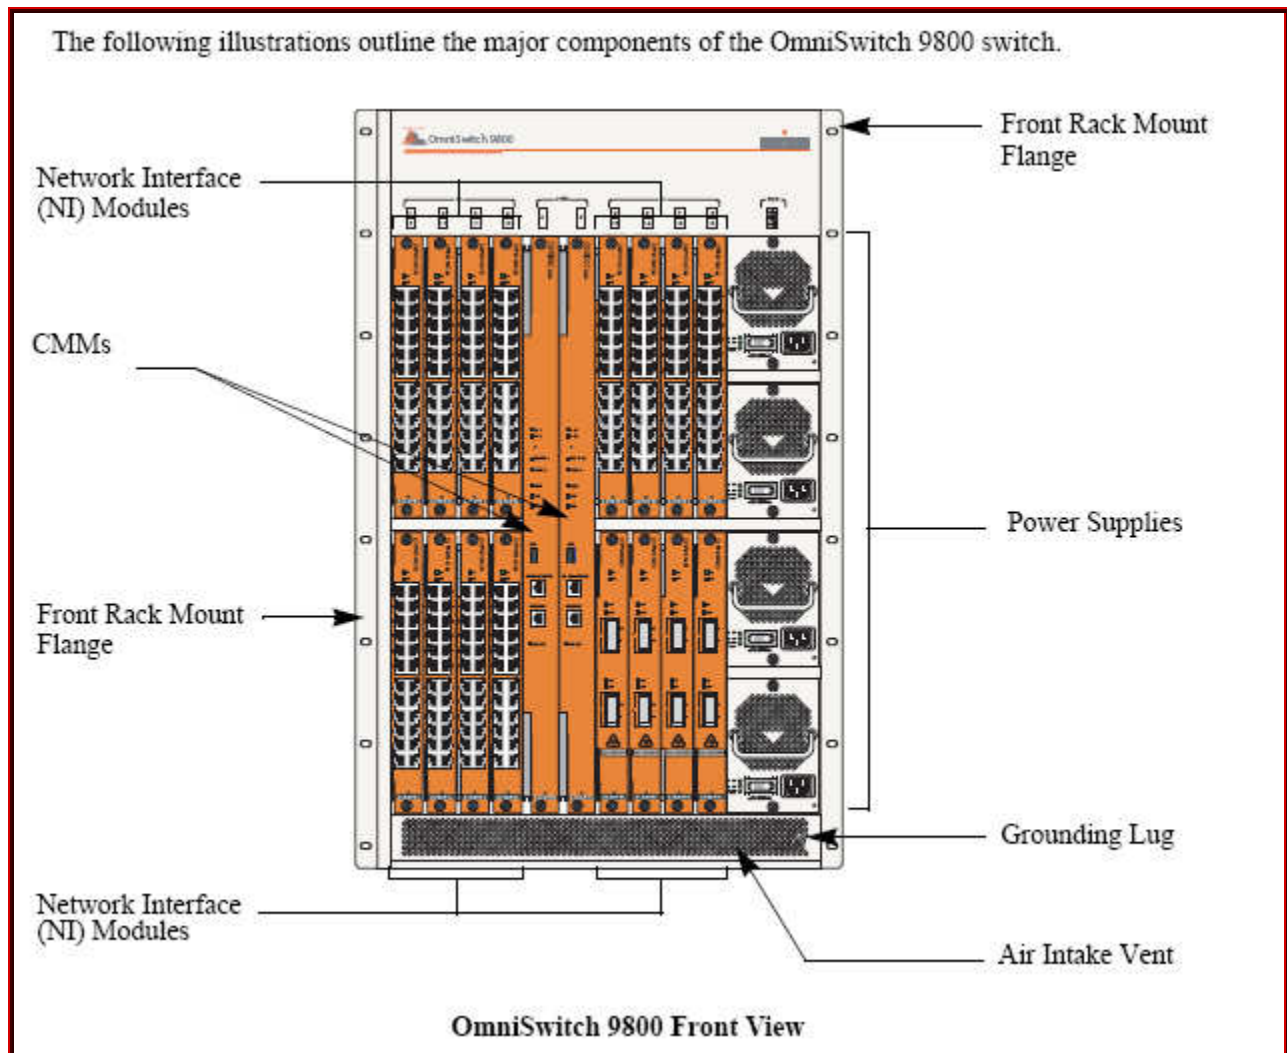 The following illustrations outline the major components of the OmniSwitch 9800 switch.
OmniSwitch 9800
Front Rack Mount
Flange
Network Interface
(NI) Modules
CMMs
Power Supplies
Front Rack Mount
Flange
Grounding Lug
Network Interface
(NI) Modules
Air Intake Vent
OmniSwitch 9800 Front View